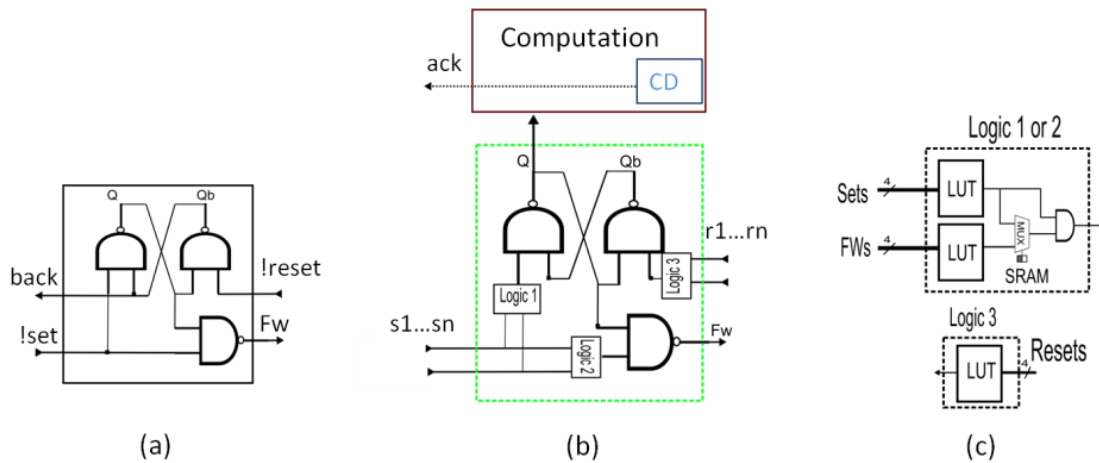 Q
Qb
back
!reset
!set
Fw
(a)
Computation
ack
CD
Q
Qb
r1...rn
Logic 3
Logic 1
s1...sn
Logic 2
Fw
(b)
Logic 1 or 2
4
Sets
LUT
4
FWs
LUT
MUX
SRAM
Logic 3
LUT
4
Resets
(c)